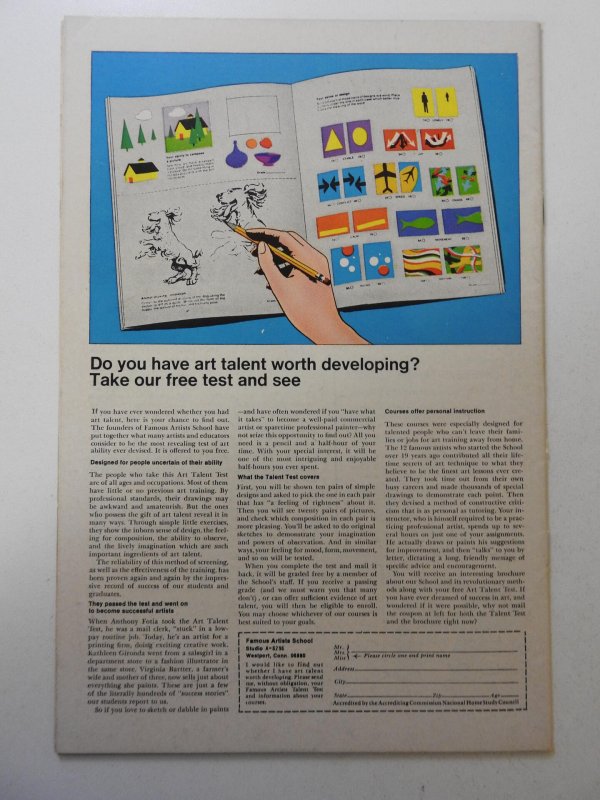 Do you have art talent worth developing?
Take our free test and see
If you have ever wondered whether you had
art talent, here is your chance to find out.
The founders of Famous Artists School have
put together what many artists and educators
consider to be the most revealing test of art
ability ever devised. It is offered to you free.
Designed for people uncertain of their ability
The people who take this Art Talent Test
are of all ages and occupations. Most of them
have little or no previous art training. By
professional standards, their drawings may
be awkward and amateurish. But the ones
who possess the gift of art talent reveal it in
many ways. Through simple little exercises,
they show the inborn sense of design, the feel-
ing for composition, the ability to observe,
and the lively imagination which are such
important ingredients of art talent.
The reliability of this method of screening,
as well as the effectiveness of the training, has
been proven again and again by the impres-
sive record of success of our students and
graduates.
They passed the test and went on
to become successful artists
When Anthony Fotia took the Art Talent
Test, he was a mail clerk, "stuck" in a low-
pay routine job. Today, he's an artist for a
printing firm, doing exciting creative work.
Kathleen Gironda went from a salesgirl in a
department store to a fashion illustrator in
the same store. Virginia Bartter, a farmer's
wife and mother of three, now sells just about
everything she paints. These are just a few
of the literally hundreds of "success stories"
our students report to us.
So if you love to sketch or dabble in paints
—and have often wondered if you "have what
it takes" to become a well-paid commercial
artist or sparetime professional painter—why
not seize this opportunity to find out? All you
need is a pencil and a half-hour of your
time. With your special interest, it will be
one of the most intriguing and enjoyable
half-hours you ever spent.
What the Talent Test covers
First, you will be shown ten pairs of simple
designs and asked to pick the one in each pair
that has "a feeling of rightness" about it.
Then you will see twenty pairs of pictures,
and check which composition in each pair is
more pleasing. You'll be asked to do original
sketches to demonstrate your imagination
and powers of observation. And in similar
ways, your feeling for mood, form, movement,
and so on will be tested.
When you complete the test and mail it
back, it will be graded free by a member of
the School's staff. If you receive a passing
grade (and we must warn you that many
don't), or can offer sufficient evidence of art
talent, you will then be eligible to enroll.
You may choose whichever of our courses is
best suited to your goals.
Courses offer personal instruction
These courses were especially designed for
talented people who can't leave their fami-
lies or jobs for art training away from home.
The 12 famous artists who started the School
over 19 years ago contributed all their life-
time secrets of art technique to what they
believe to be the finest art lessons ever cre-
ated. They took time out from their own
busy careers and made thousands of special
drawings to demonstrate each point. Then
they devised a method of constructive criti-
cism that is as personal as tutoring. Your in-
structor, who is himself required to be a prac-
ticing professional artist, spends up to sev-
eral hours on just one of your assignments.
He actually draws or paints his suggestions
for improvement, and then "talks" to you by
letter, dictating a long, friendly message of
specific advice and encouragement.
You will receive an interesting brochure
about our School and its revolutionary meth-
ods along with your free Art Talent Test. If
you have ever dreamed of success in art, and
wondered if it were possible, why not mail
the coupon at left for both the Talent Test
and the brochure right now?
Famous Artists School
Studio
Westport, Conn. 06880
I would like to find out
whether I have art talent
worth developing. Please send
me, without obligation, your
Famous Artists Talent Test
and information about your
courses.
Mr.
Mrs.
Miss Please circle one and print name
Address
City
State Zip Age
Accredited by the Accrediting Commission National Home Study Council